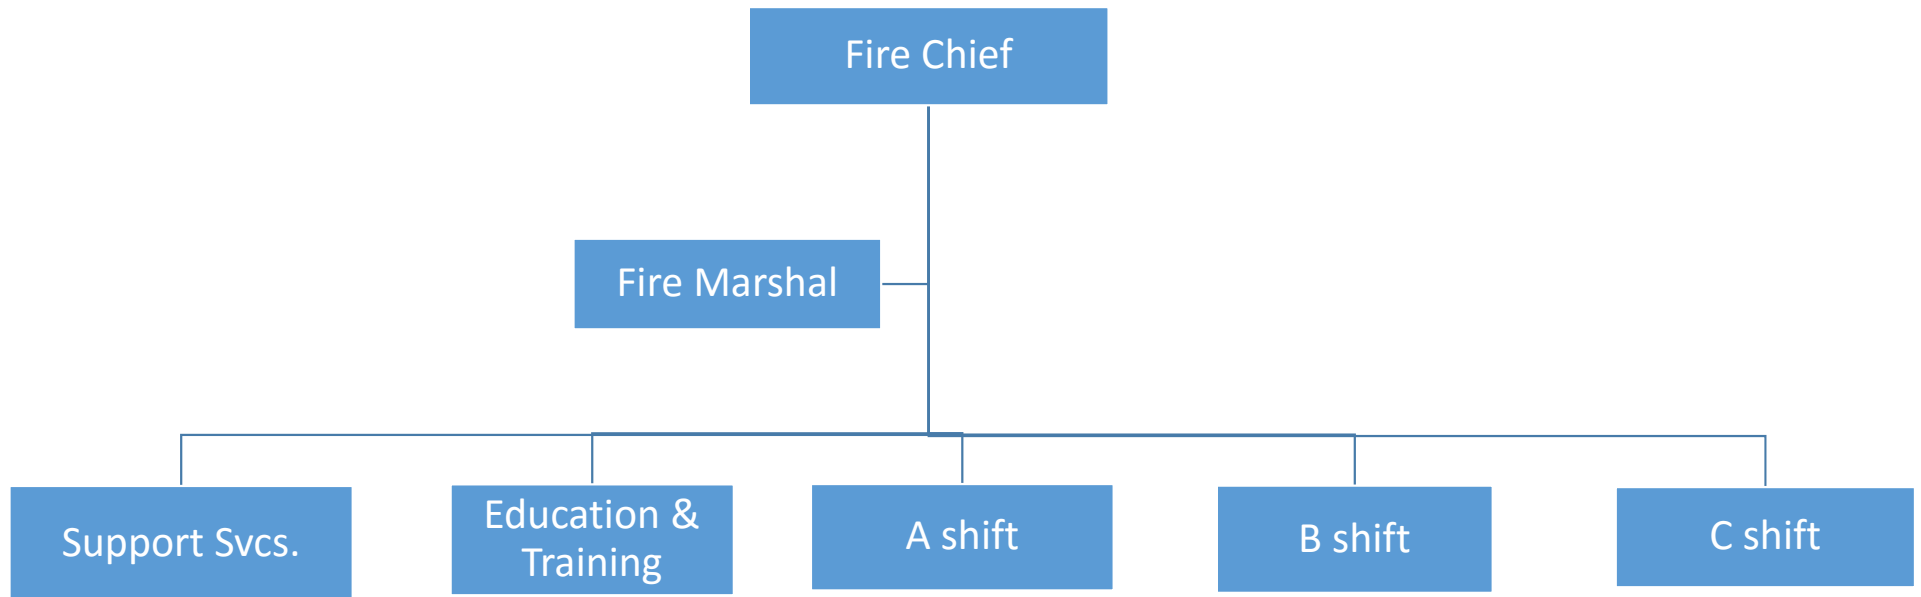 Fire Chief
Fire Marshal
Support Svcs.
Education &
Training
A shift
B shift
C shift